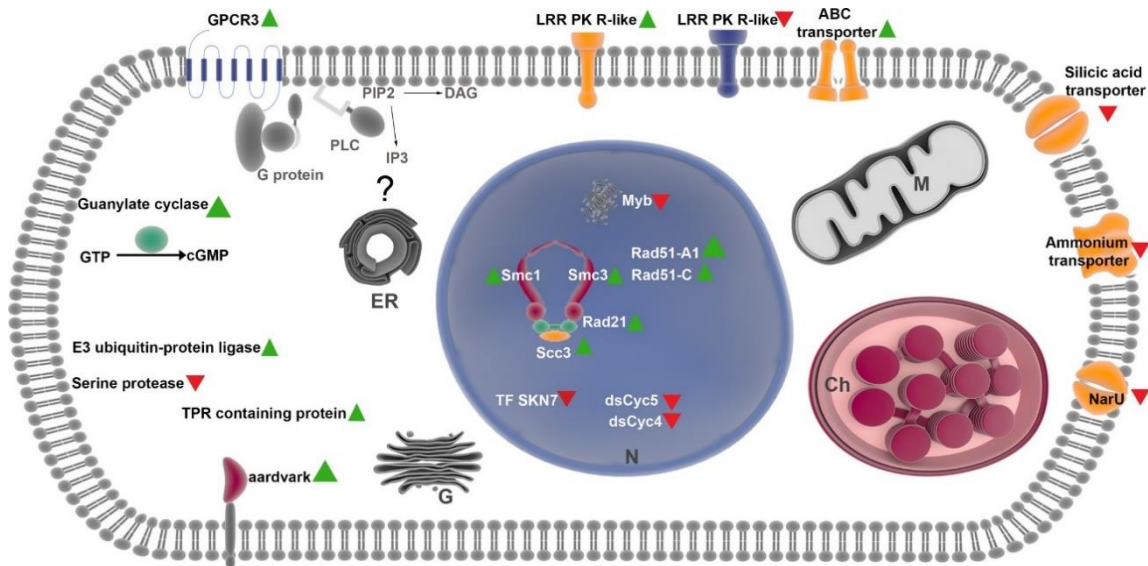 GPCR3
LRR PK R-like
LRR PK R-like
ABC
transporter
Silicic acid
transporter
PIP2
DAG
PLC
G protein
IP3
?
M
Guanylate cyclase
Myb
GTP
cGMP
Rad51-A1
Ammonium
transporter
Smc1
Smc3
Rad51-C
ER
Rad21
E3 ubiquitin-protein ligase
Scc3
Serine protease
Ch
TF SKN7
dsCyc5
NarU
TPR containing protein
dsCyc4
N
aardvark
G